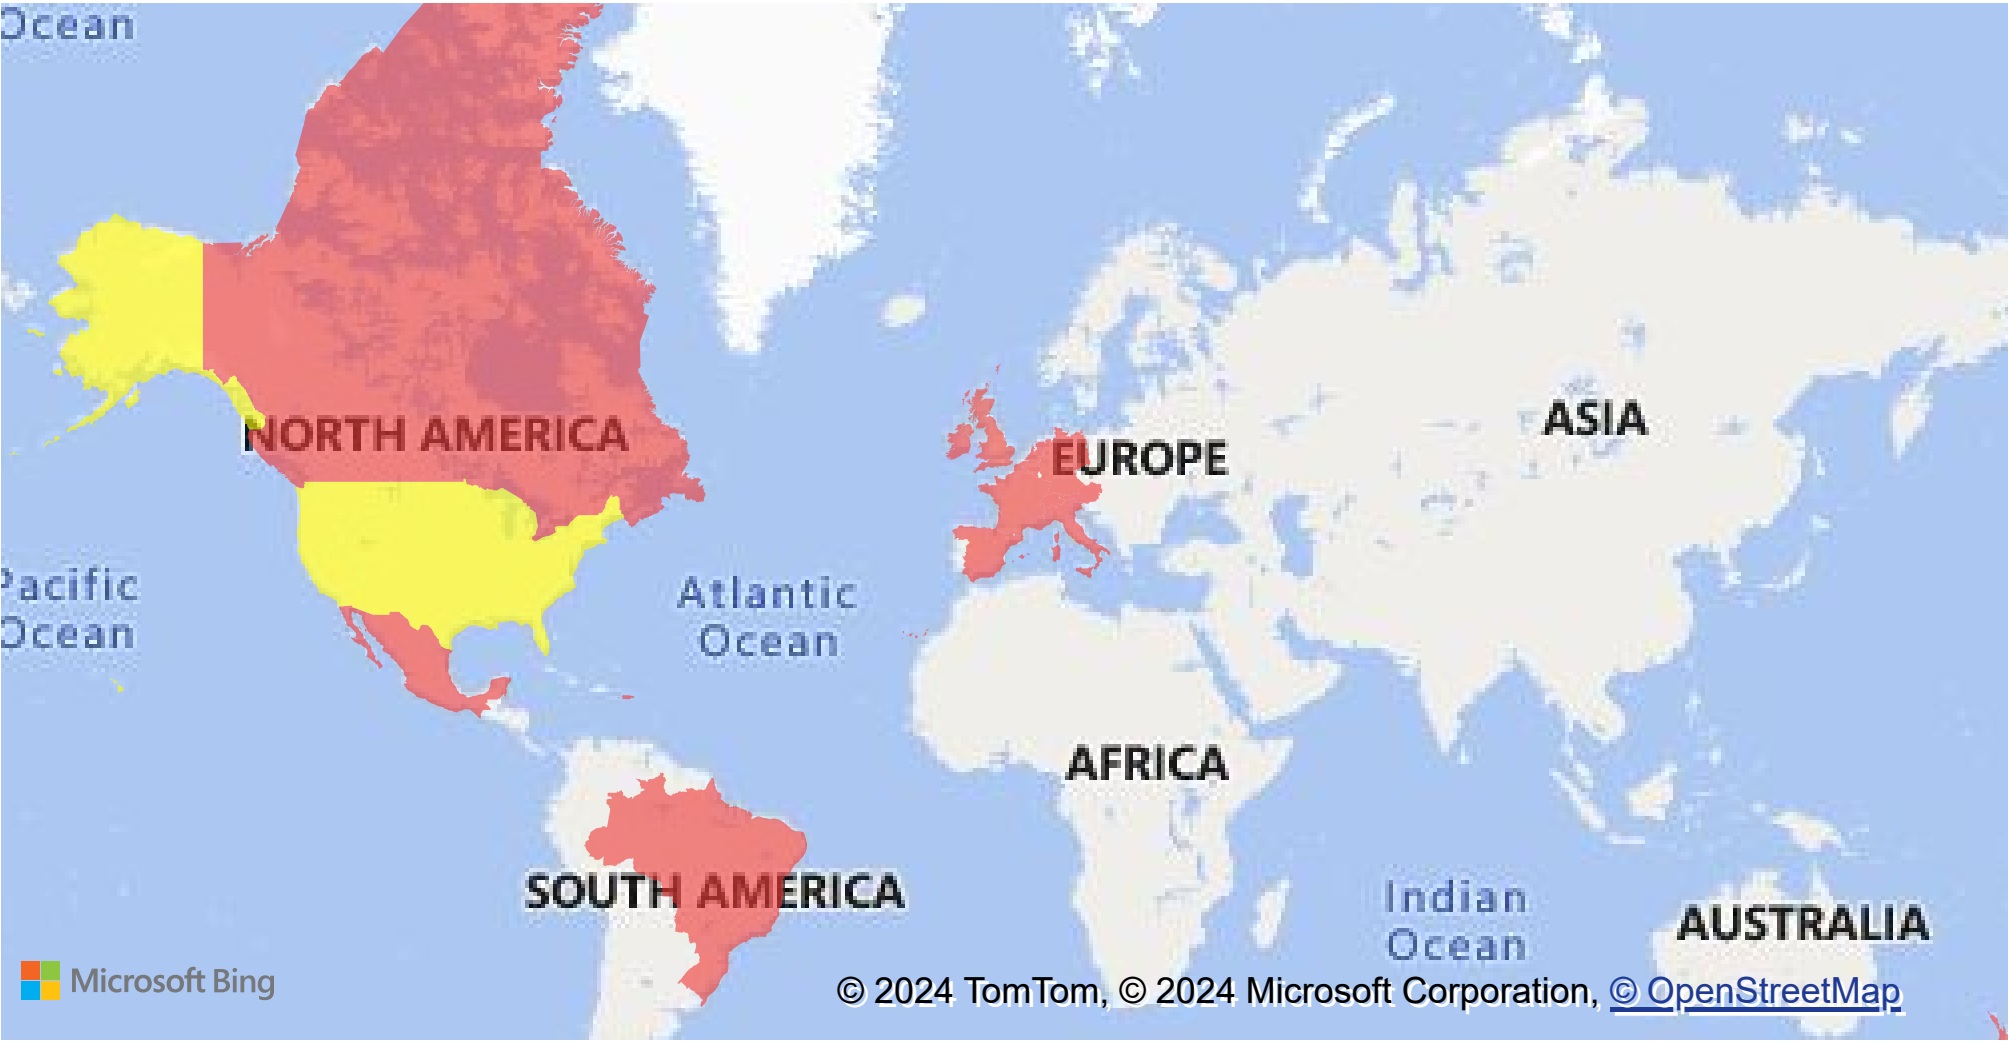 Ocean
NORTH AMERICA
EUROPE
ASIA
Pacific
Ocean
Atlantic
Ocean
AFRICA
SOUTH AMERICA
Indian
Ocean
AUSTRALIA
Microsoft Bing
© 2024 TomTom, © 2024 Microsoft Corporation, © OpenStreetMap